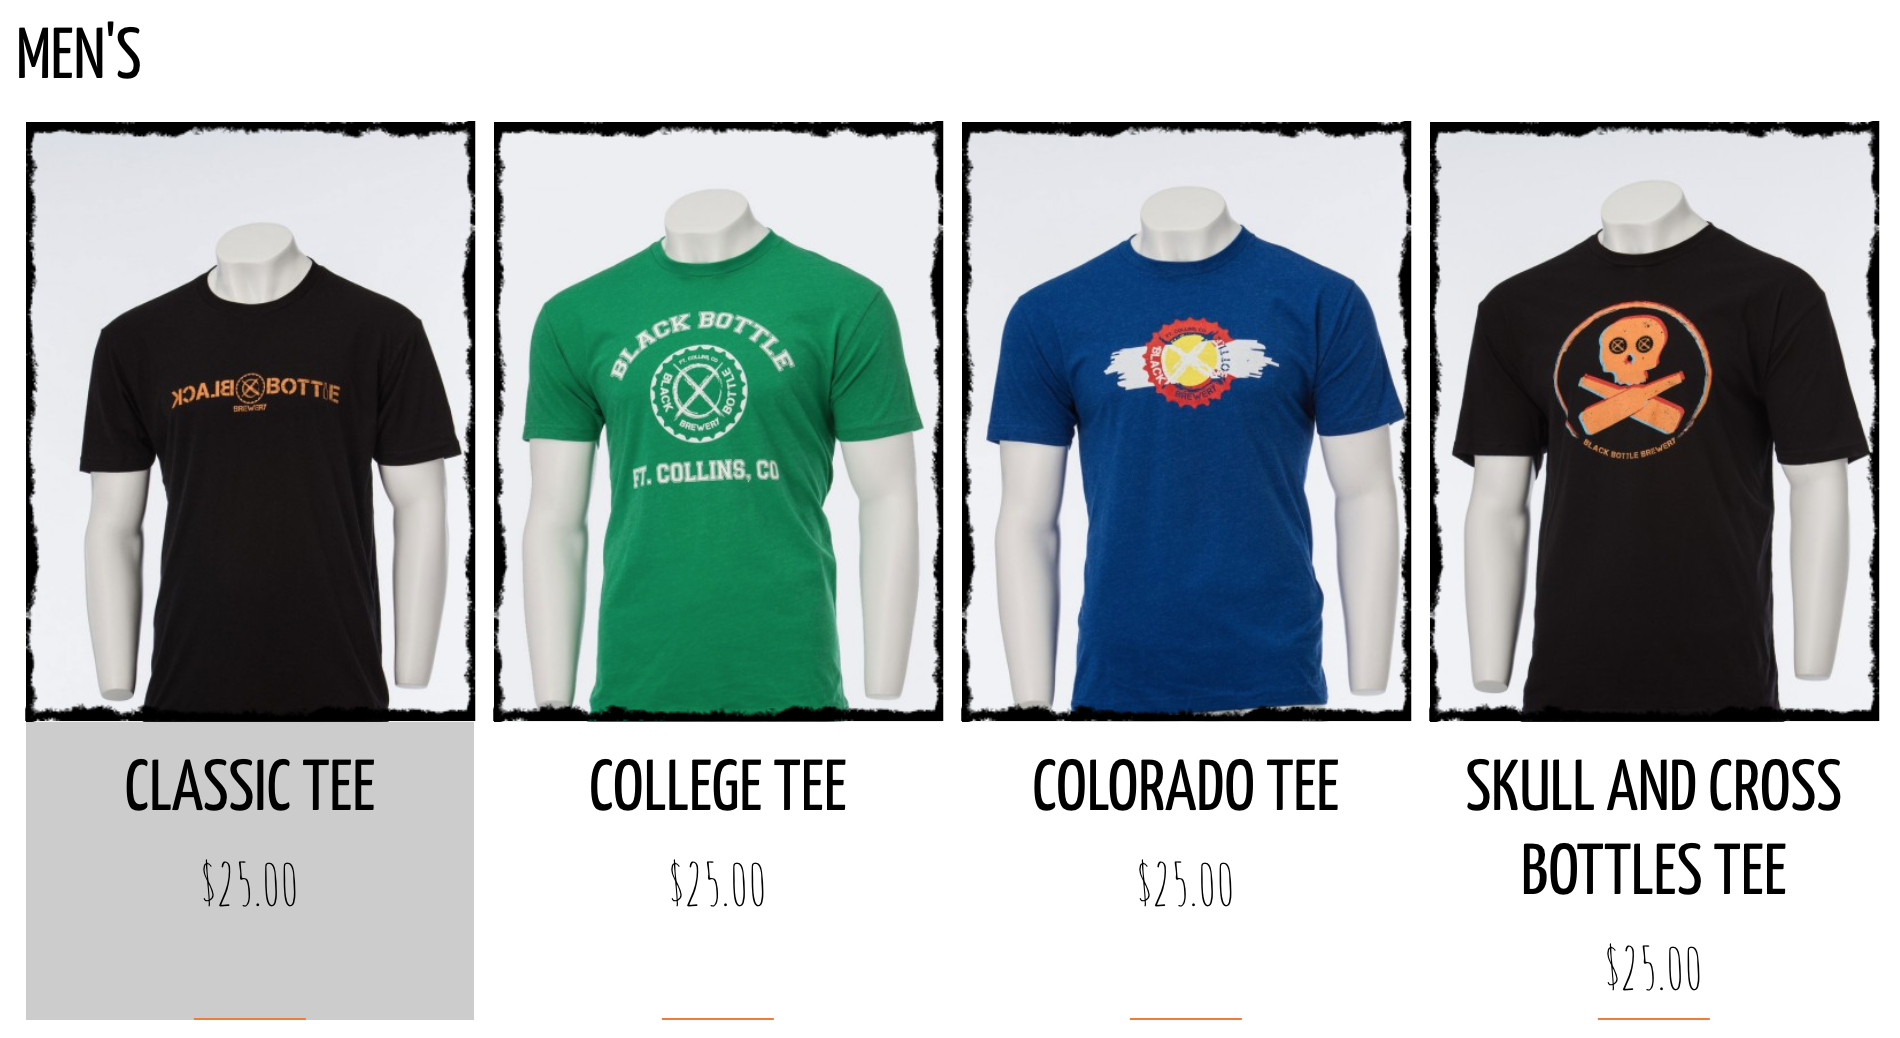 MEN'S
BLACK BOTTLE
BREWERY
BLACK BOTTLE
FT. COLLINS, CO
BLACK BOTTLE
BREWERY
FT. COLLINS, CO
FT. COLLINS, CO
BLACK BOTTLE
BREWERY
BLACK BOTTLE BREWERY
CLASSIC TEE
COLLEGE TEE
COLORADO TEE
SKULL AND CROSS
BOTTLES TEE
$25.00
$25.00
$25.00
$25.00